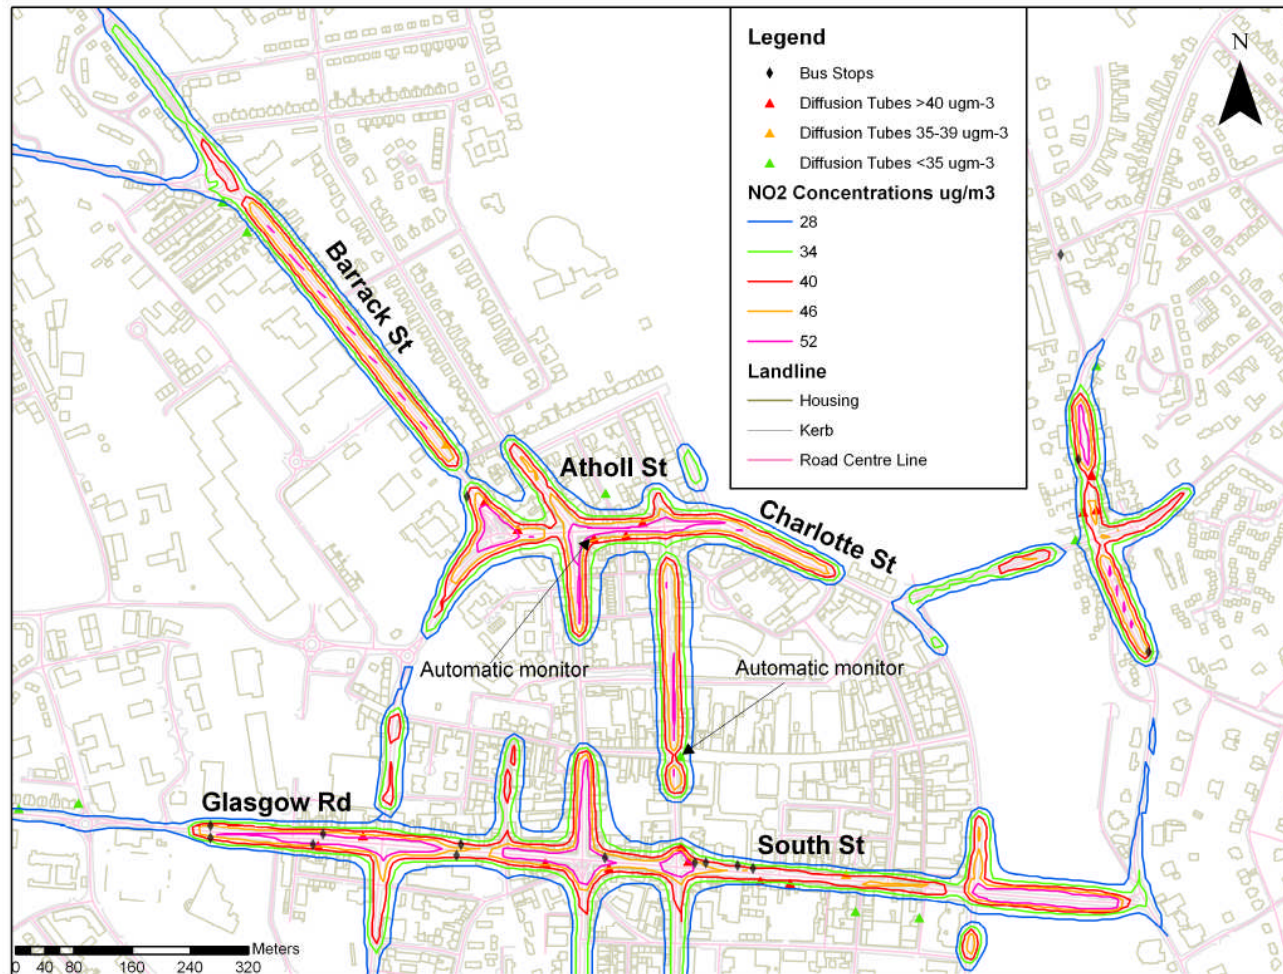 Legend
Bus Stops
Diffusion Tubes >40 ugm-3
Diffusion Tubes 35-39 ugm-3
Diffusion Tubes <35 ugm-3
NO2 Concentrations ug/m3
28
34
40
46
52
Landline
Housing
Kerb
Road Centre Line
N
Barrack St
Atholl St
Charlotte St
Automatic monitor
Automatic monitor
Glasgow Rd
South St
Meters
0 40 80 160 240 320